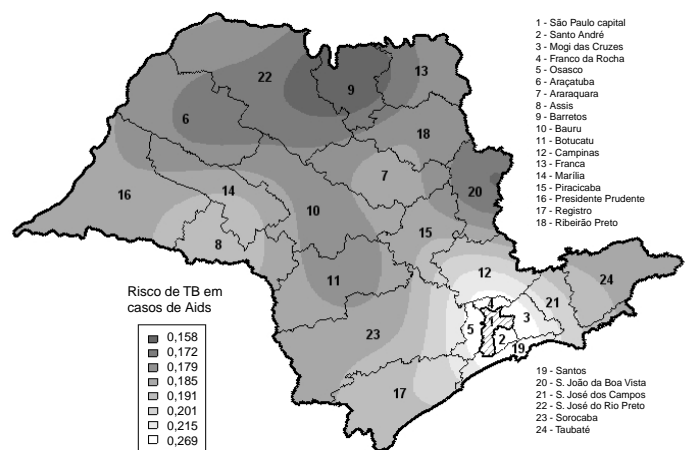 1 - São Paulo capital
2 - Santo André
3 - Mogi das Cruzes
4 - Franco da Rocha
5 - Osasco
6 - Araçatuba
7 - Araraquara
8 - Assis
9 - Barretos
10 - Bauru
11 - Botucatu
12 - Campinas
13 - Franca
14 - Marília
15 - Piracicaba
16 - Presidente Prudente
17 - Registro
18 - Ribeirão Preto
22
9
13
6
18
7
16
14
20
10
15
8
12
11
24
21
4
3
1
5
2
19
23
17
Risco de TB em
casos de Aids
0,158
0,172
0,179
0,185
0,191
0,201
0,215
0,269
19 - Santos
20 - S. João da Boa Vista
21 - S. José dos Campos
22 - S. José do Rio Preto
23 - Sorocaba
24 - Taubaté